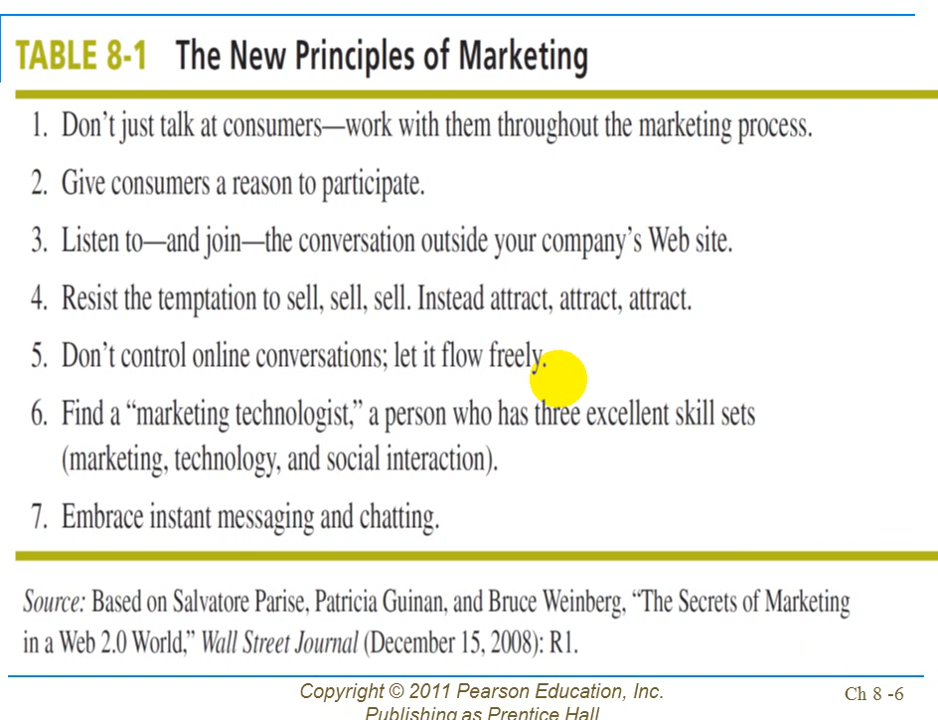 TABLE 8-1 The New Principles of Marketing
1. Don't just talk at consumers—work with them throughout the marketing process.
2. Give consumers a reason to participate.
3. Listen to—and join—the conversation outside your company's Web site.
4. Resist the temptation to sell, sell, sell. Instead attract, attract, attract.
5. Don't control online conversations; let it flow freely.
6. Find a “marketing technologist,” a person who has three excellent skill sets
(marketing, technology, and social interaction).
7. Embrace instant messaging and chatting.
Source: Based on Salvatore Parise, Patricia Guinan, and Bruce Weinberg, “The Secrets of Marketing
in a Web 2.0 World,” Wall Street Journal (December 15, 2008): R1.
Copyright © 2011 Pearson Education, Inc.
Publishing as Prentice Hall
Ch 8 -6